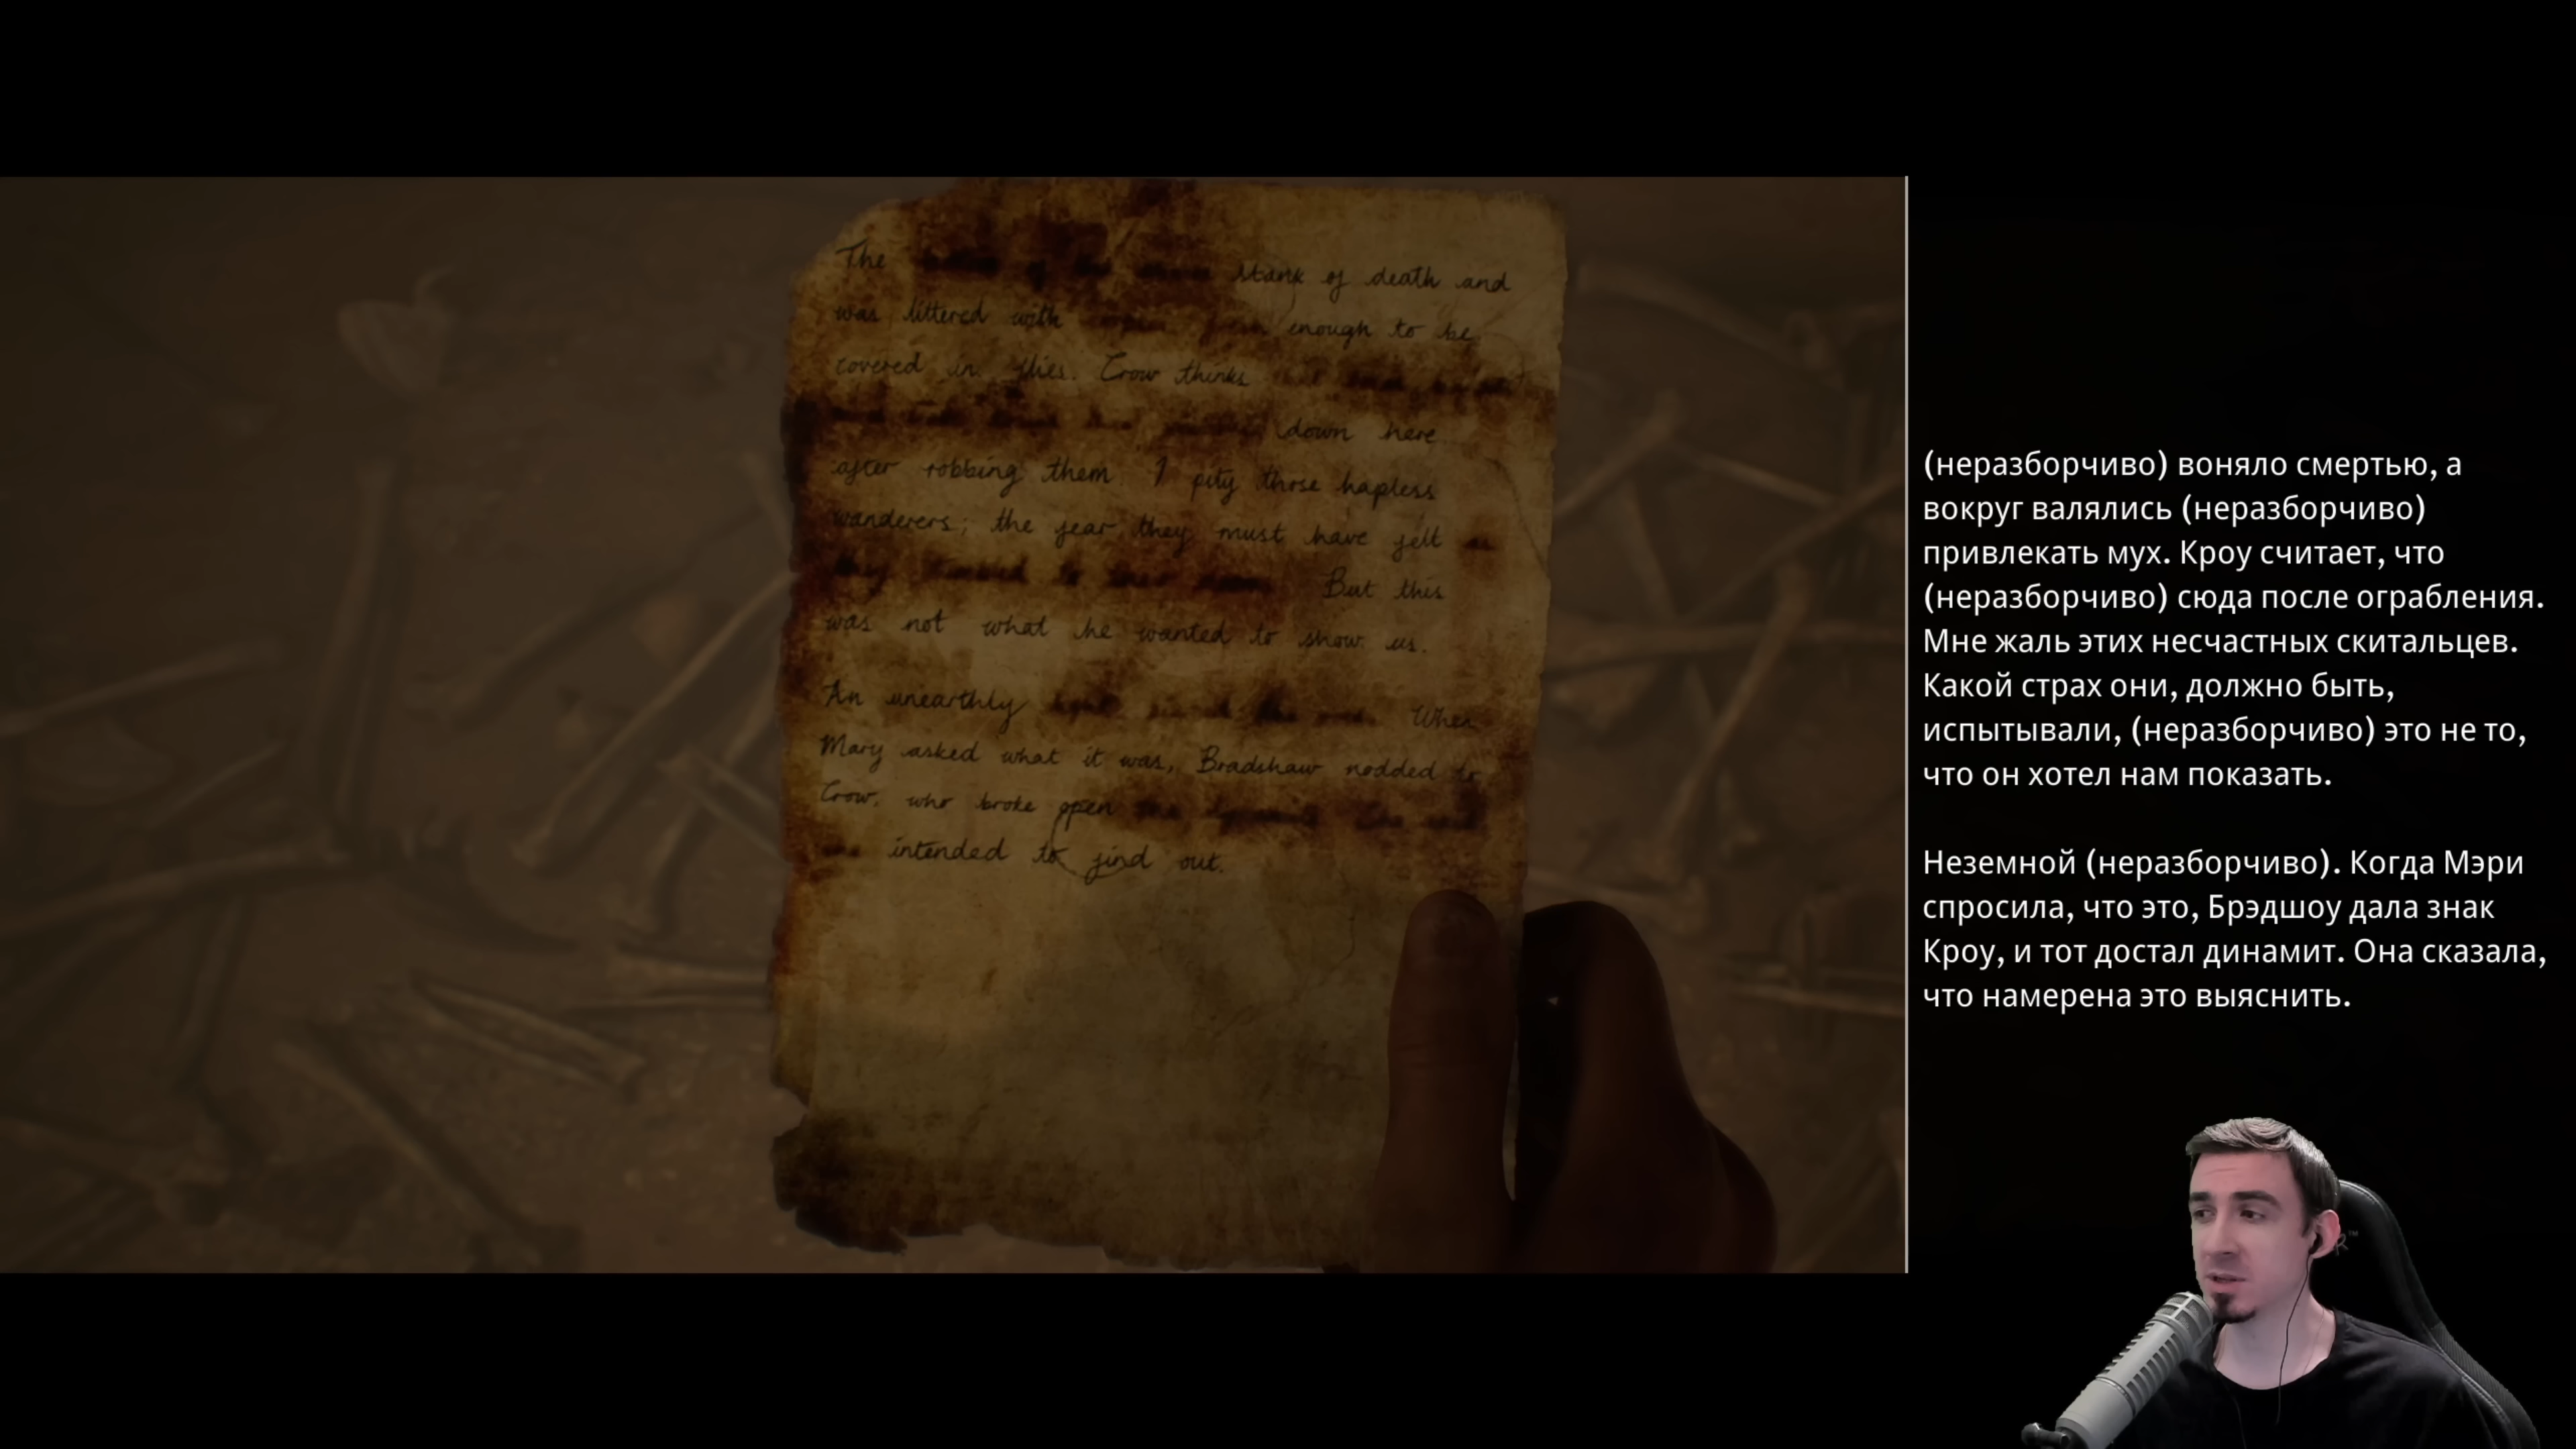 The stank of death and
was littered with enough to be
covered in flies. Crow thinks
down here
after robbing them. I pity those hapless
wanderers; the fear they must have felt
But this
was not what he wanted to show us.
An unearthly When
Mary asked what it was, Bradshaw nodded to
Crow, who broke open
intended to find out.
(неразборчиво) воняло смертью, а
вокруг валялись (неразборчиво)
привлекать мух. Кроу считает, что
(неразборчиво) сюда после ограбления.
Мне жаль этих несчастных скитальцев.
Какой страх они, должно быть,
испытывали, (неразборчиво) это не то,
что он хотел нам показать.
Неземной (неразборчиво). Когда Мэри
спросила, что это, Брэдшоу дала знак
Кроу, и тот достал динамит. Она сказала,
что намерена это выяснить.